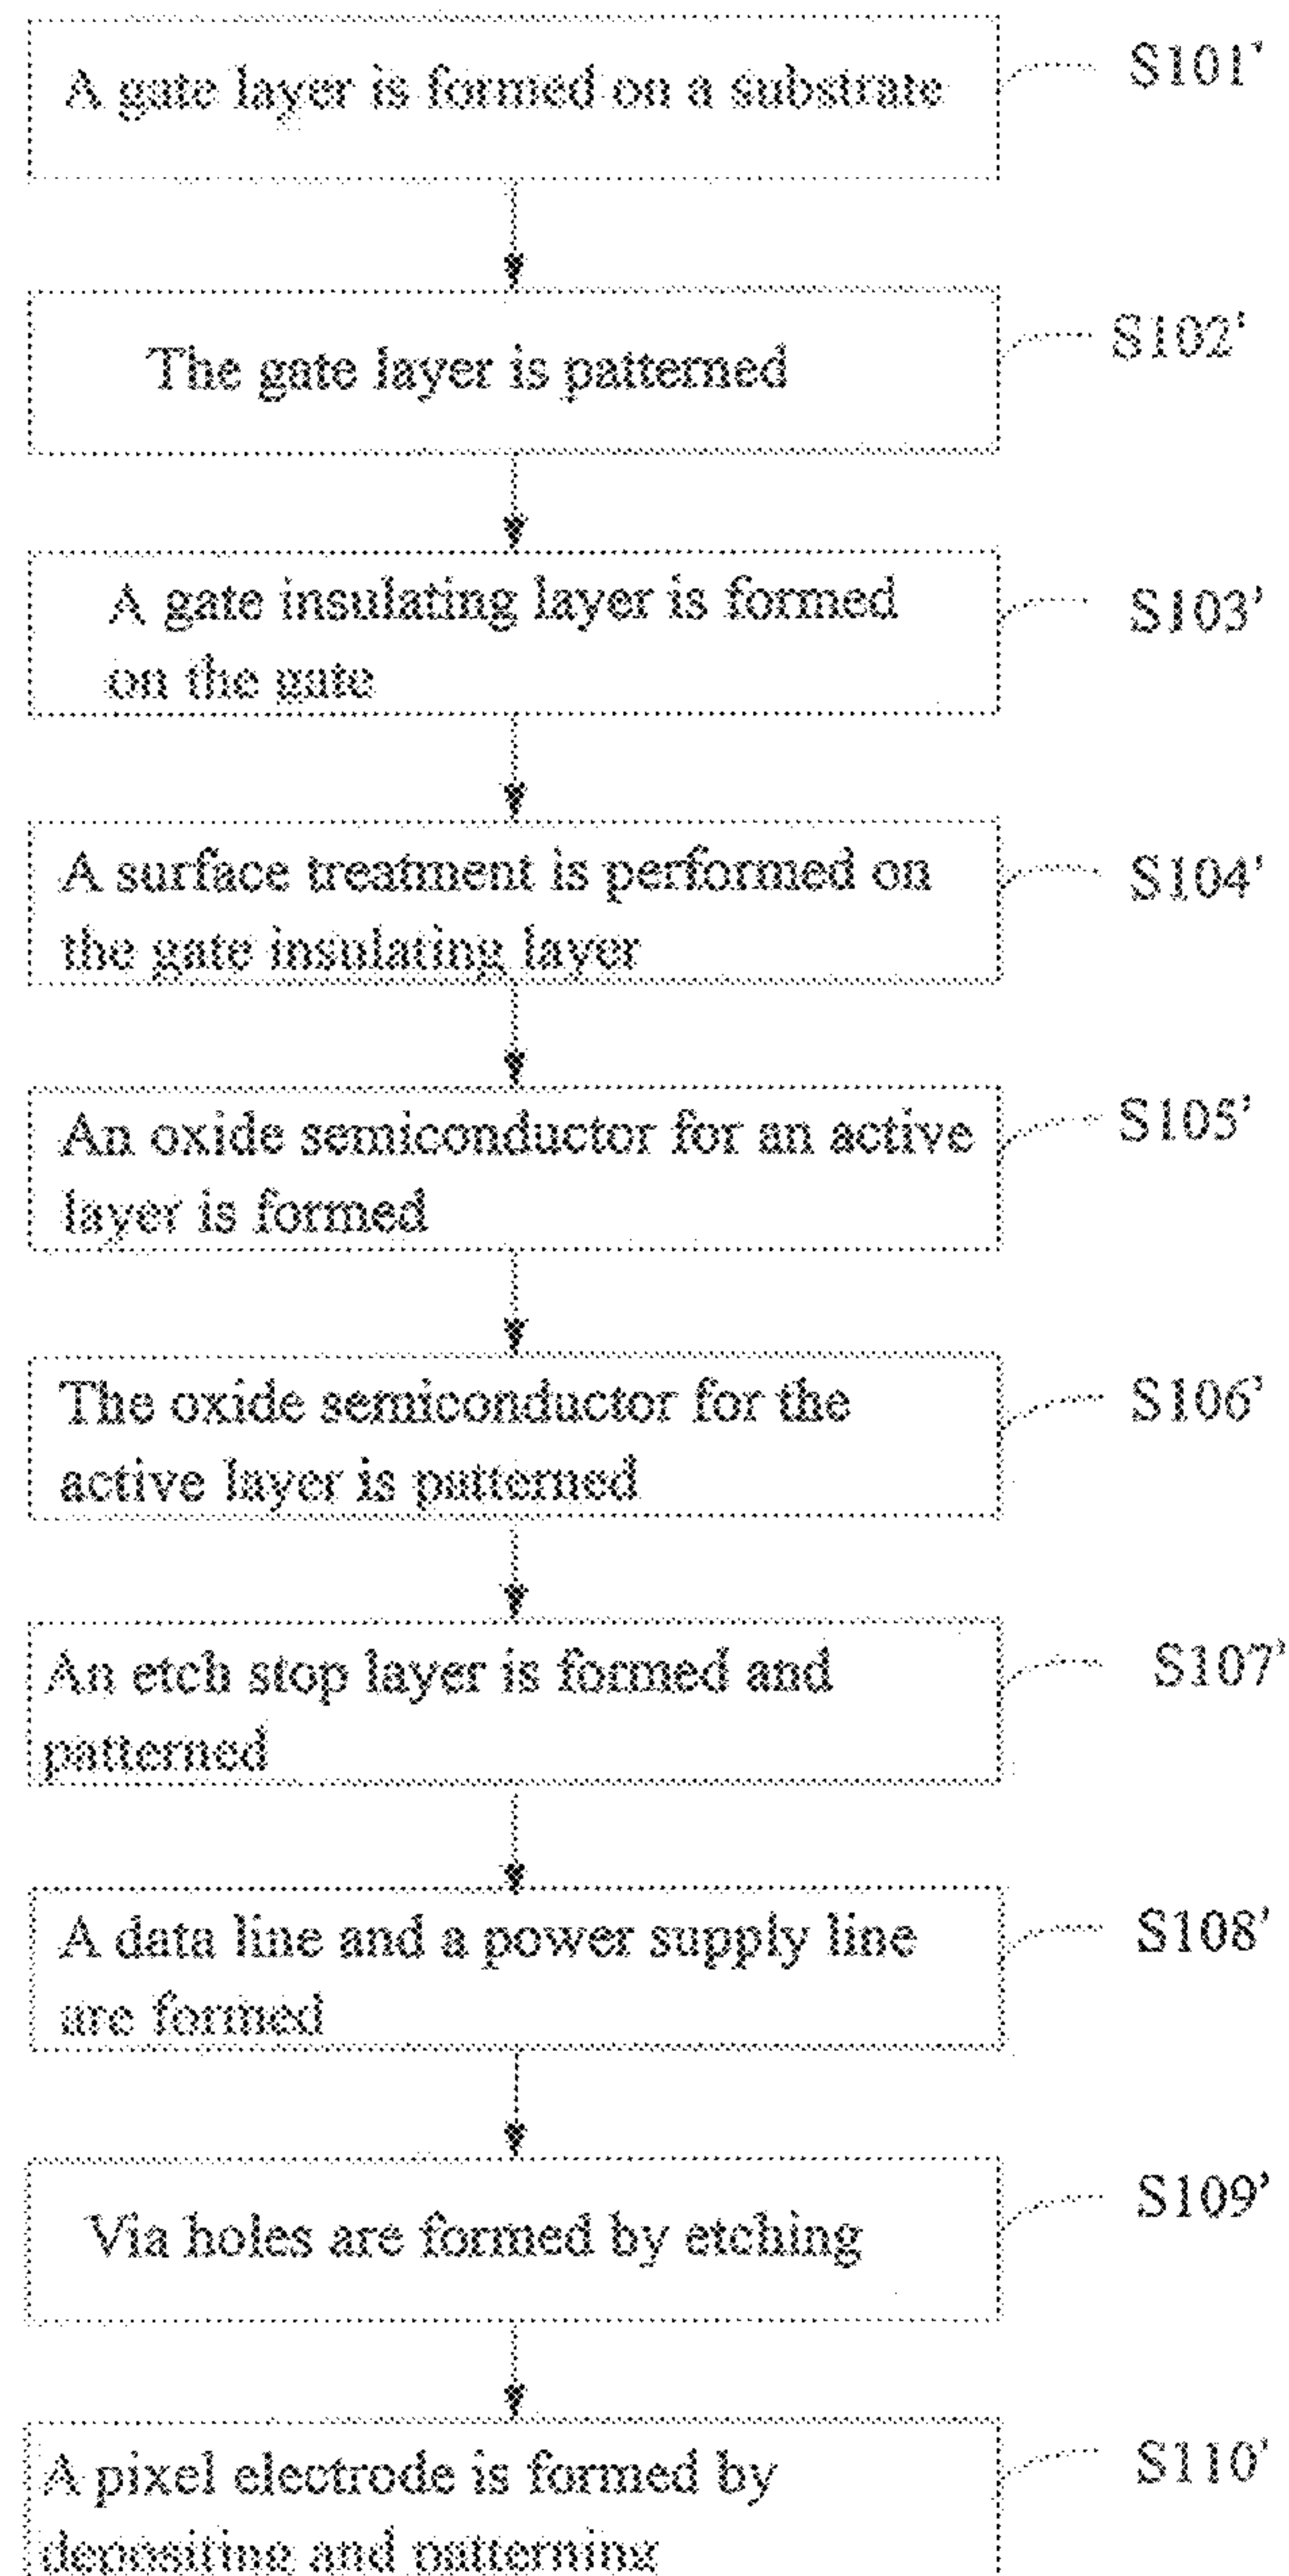 A gate layer is formed on a substrate
S101'
The gate layer is patterned
S102'
A gate insulating layer is formed
on the gate
S103'
A surface treatment is performed on
the gate insulating layer
S104'
An oxide semiconductor for an active
layer is formed
S105'
The oxide semiconductor for the
active layer is patterned
S106'
An etch stop layer is formed and
patterned
S107'
A data line and a power supply line
are formed
S108'
Via holes are formed by etching
S109'
A pixel electrode is formed by
depositing and patterning
S110'